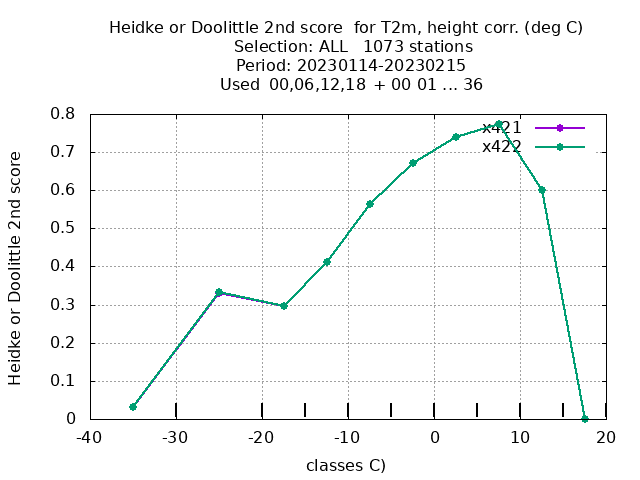 Heidke or Doolittle 2nd score  for T2m, height corr. (deg C)
Selection: ALL   1073 stations
Period: 20230114-20230215
Used  00,06,12,18  + 00 01 ... 36
Heidke or Doolittle 2nd score
0.8
0.7
0.6
0.5
0.4
0.3
0.2
0.1
0
x421
x422
-40 -30 -20 -10 0 10 20
classes C)